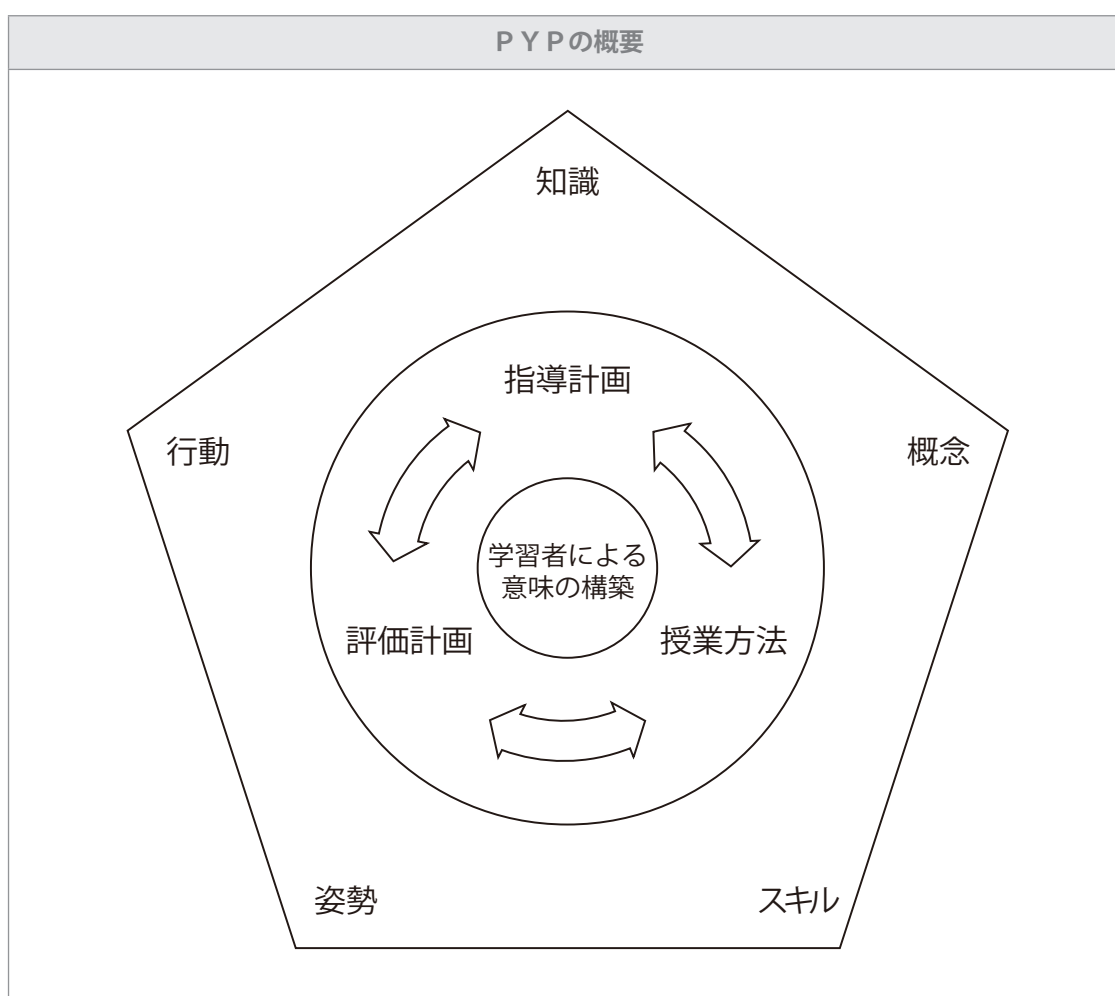 ＰＹＰの概要
知識
指導計画
行動
概念
学習者による
意味の構築
評価計画
授業方法
姿勢
スキル